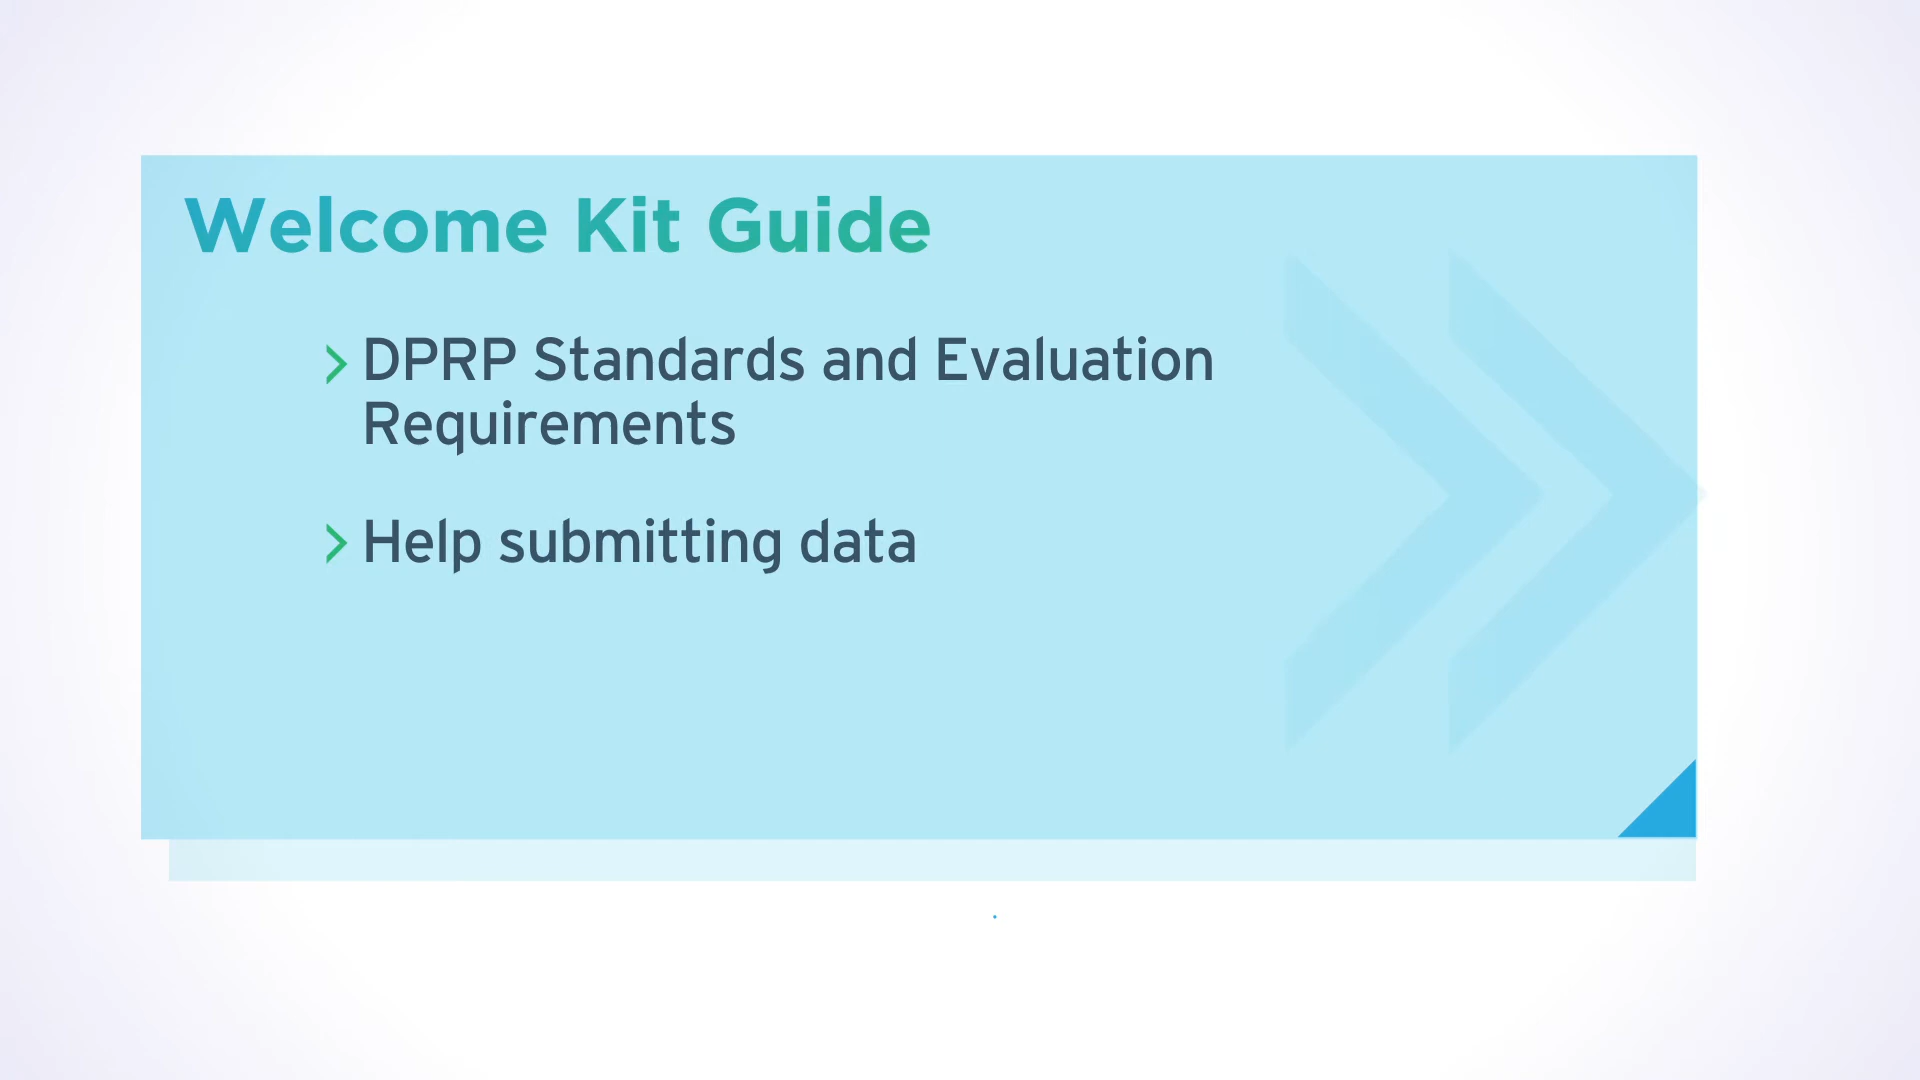 Welcome Kit Guide
DPRP Standards and Evaluation
Requirements
Help submitting data